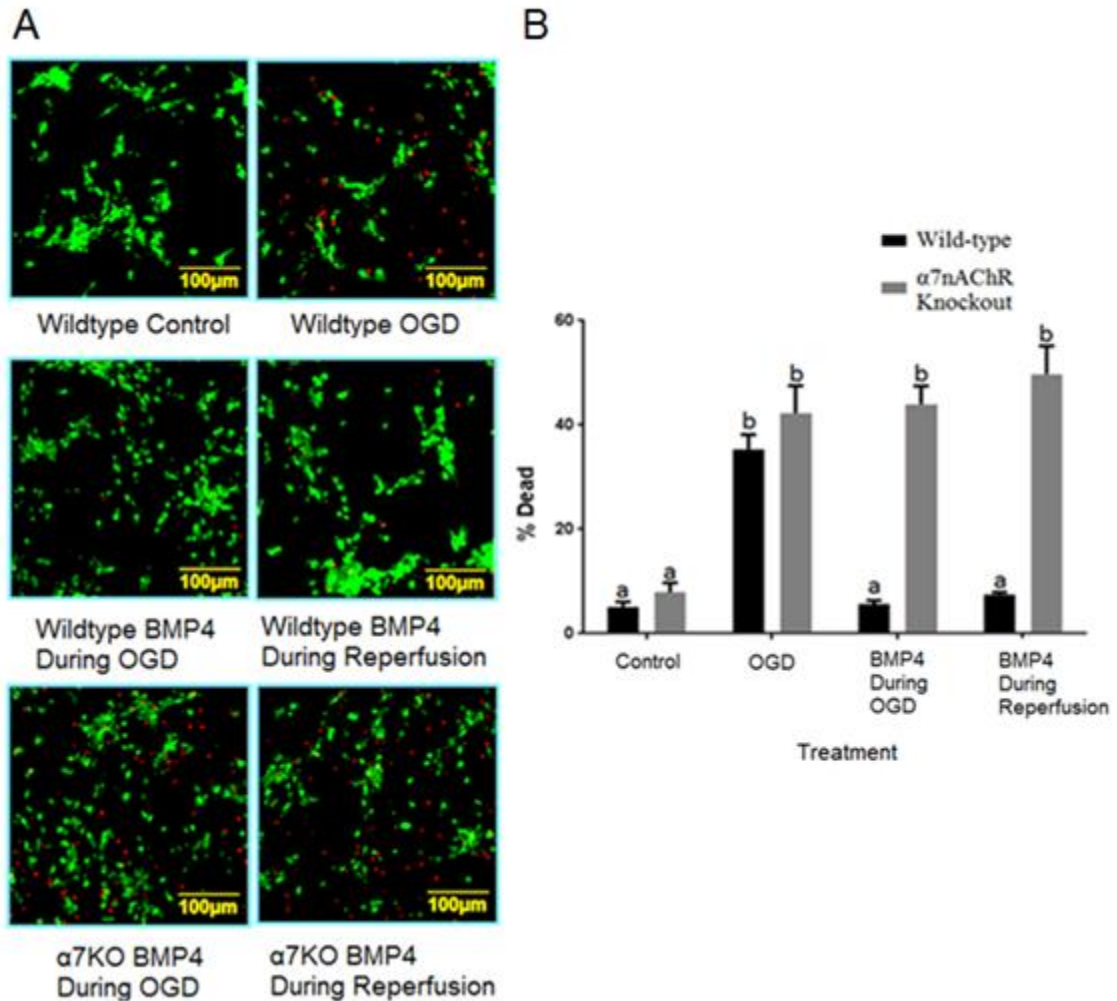 A
100µm
100µm
Wildtype Control
Wildtype OGD
100µm
100µm
Wildtype BMP4
During OGD
Wildtype BMP4
During Reperfusion
100µm
100µm
α7KO BMP4
During OGD
α7KO BMP4
During Reperfusion
B
Wild-type
α7nAChR
Knockout
60
40
20
0
% Dead
a
a
b
b
a
b
a
b
Control
OGD
BMP4
During
OGD
BMP4
During
Reperfusion
Treatment